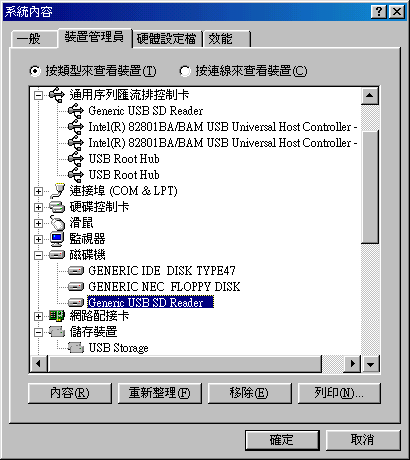 系統內容
一般 裝置管理員 硬體設定檔 效能
按類型來查看裝置(T) 按連線來查看裝置(C)
通用序列匯流排控制卡
Generic USB SD Reader
Intel(R) 82801BA/BAM USB Universal Host Controller -
Intel(R) 82801BA/BAM USB Universal Host Controller -
USB Root Hub
USB Root Hub
連接埠 (COM & LPT)
硬碟控制卡
滑鼠
監視器
磁碟機
GENERIC IDE DISK TYPE47
GENERIC NEC FLOPPY DISK
Generic USB SD Reader
網路配接卡
儲存裝置
USB Storage
內容(R) 重新整理(F) 移除(E) 列印(N)...
確定 取消